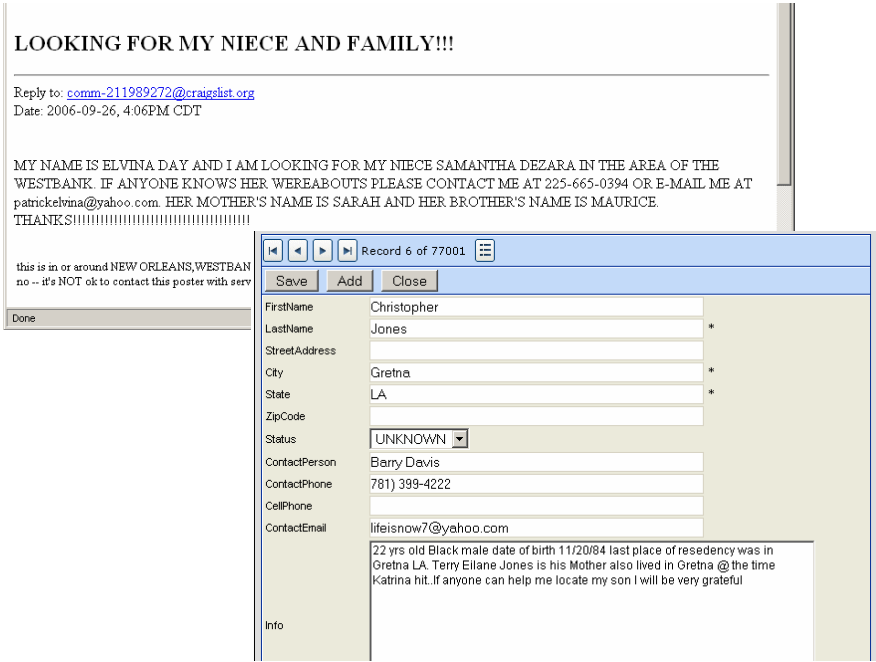 LOOKING FOR MY NIECE AND FAMILY!!!
Reply to: comm-211989272@craigslist.org
Date: 2006-09-26, 4:06PM CDT
MY NAME IS ELVINA DAY AND I AM LOOKING FOR MY NIECE SAMANTHA DEZARA IN THE AREA OF THE
WESTBANK. IF ANYONE KNOWS HER WEREABOUTS PLEASE CONTACT ME AT 225-665-0394 OR E-MAIL ME AT
patrickelvina@yahoo.com. HER MOTHER'S NAME IS SARAH AND HER BROTHER'S NAME IS MAURICE.
THANKS!!!!!!!!!!!!!!!!!!!!!!!!!!!!!!!!!!!!!!!
this is in or around NEW ORLEANS,WESTBAN
no -- it's NOT ok to contact this poster with serv
Done
Record 6 of 77001
Save Add Close
FirstName Christopher
LastName Jones *
StreetAddress
City Gretna *
State LA *
ZipCode
Status UNKNOWN
ContactPerson Barry Davis
ContactPhone 781) 399-4222
CellPhone
ContactEmail lifeisnow7@yahoo.com
22 yrs old Black male date of birth 11/20/84 last place of resedency was in
Gretna LA. Terry Eilane Jones is his Mother also lived in Gretna @ the time
Katrina hit..If anyone can help me locate my son I will be very grateful
Info